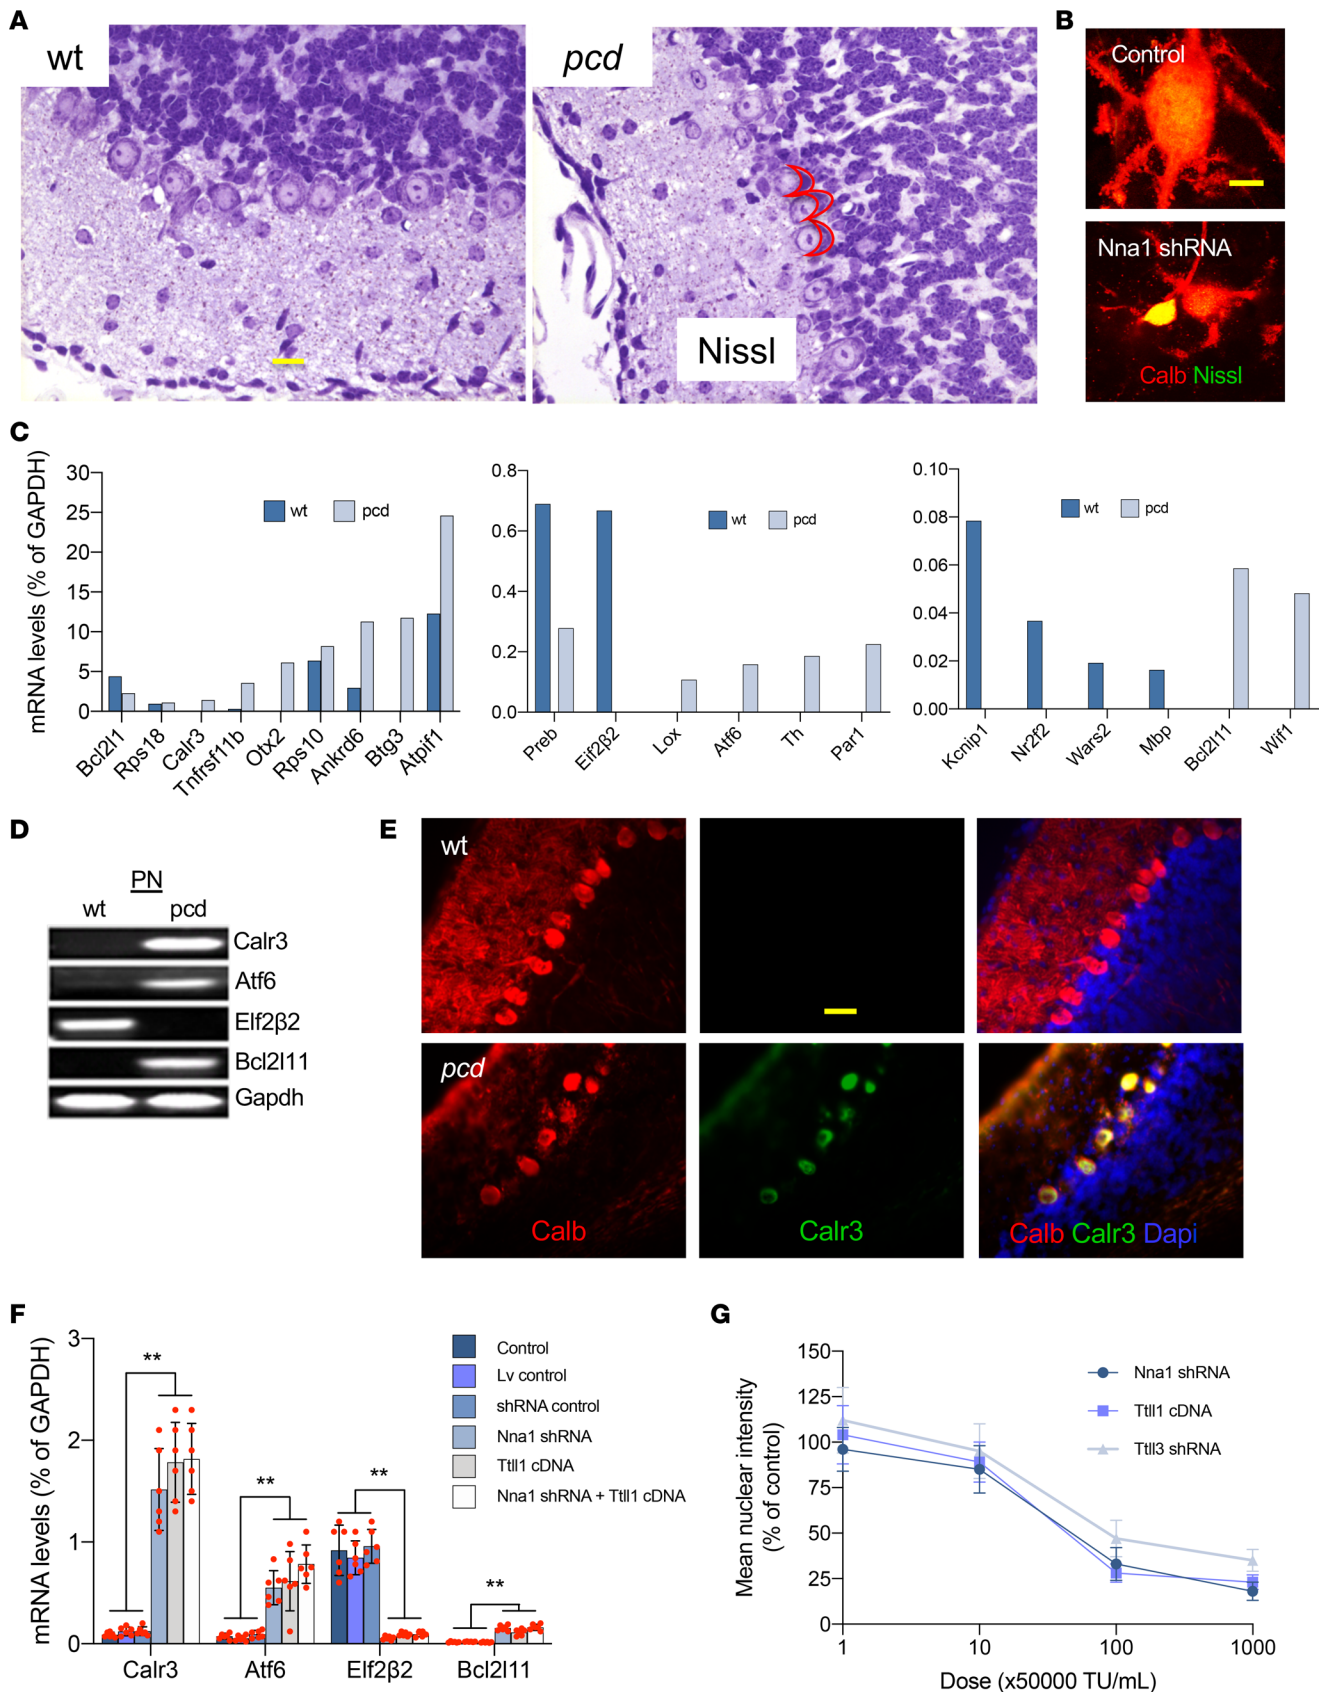 A
wt
pcd
Nissl
B
Control
Nna1 shRNA
Calb Nissl
C
mRNA levels (% of GAPDH)
30
25
20
15
10
5
0
wt
pcd
Bcl2l1
Rps18
Calr3
Tnfrsf11b
Otx2
Rps10
Ankrd6
Btg3
Atpif1
0.8
0.6
0.4
0.2
0.0
wt
pcd
Preb
Eif2β2
Lox
Atf6
Th
Par1
0.10
0.08
0.06
0.04
0.02
0.00
wt
pcd
Kcnip1
Nr2f2
Wars2
Mbp
Bcl2l11
Wif1
D
PN
wt pcd
Calr3
Atf6
Elf2β2
Bcl2l11
Gapdh
E
wt
pcd
Calb
Calr3
Calb Calr3 Dapi
F
mRNA levels (% of GAPDH)
3
2
1
0
**
**
**
**
Control
Lv control
shRNA control
Nna1 shRNA
Ttll1 cDNA
Nna1 shRNA + Ttll1 cDNA
Calr3
Atf6
Elf2β2
Bcl2l11
G
Mean nuclear intensity
(% of control)
150
125
100
75
50
25
0
Nna1 shRNA
Ttll1 cDNA
Ttll3 shRNA
1
10
100
1000
Dose (x50000 TU/mL)